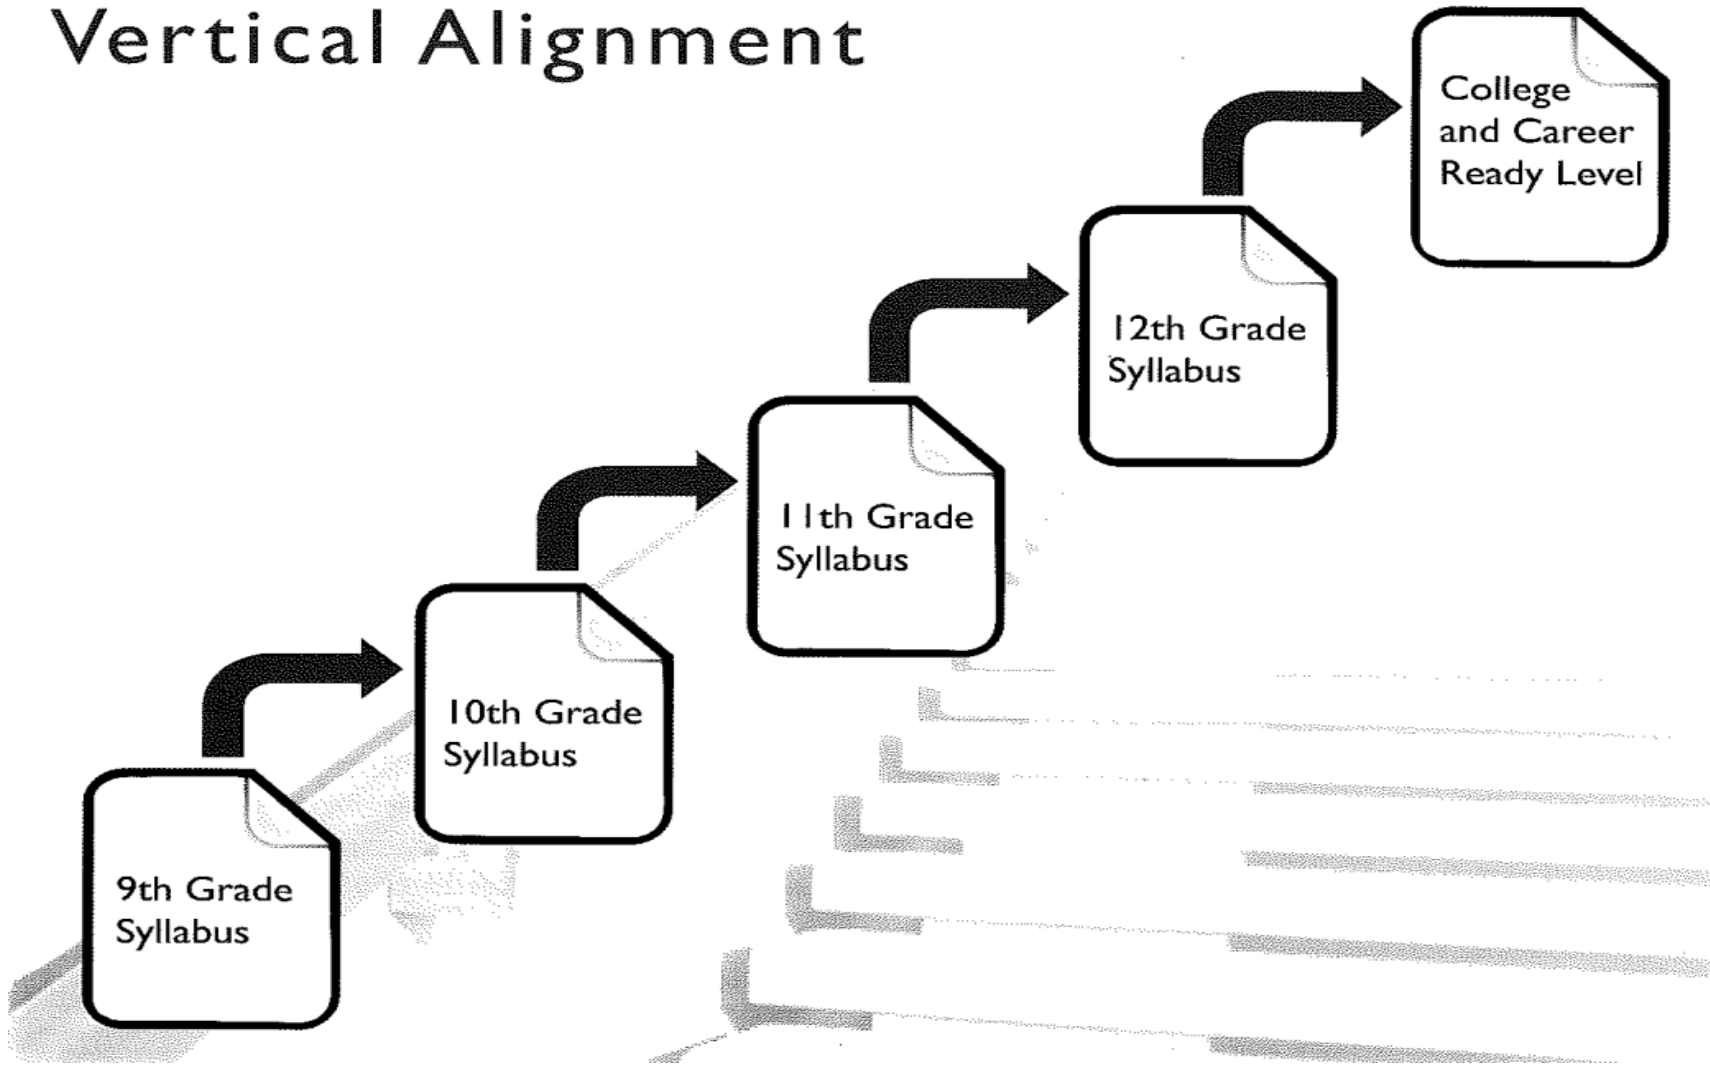 Vertical Alignment
College
and Career
Ready Level
12th Grade
Syllabus
11th Grade
Syllabus
10th Grade
Syllabus
9th Grade
Syllabus